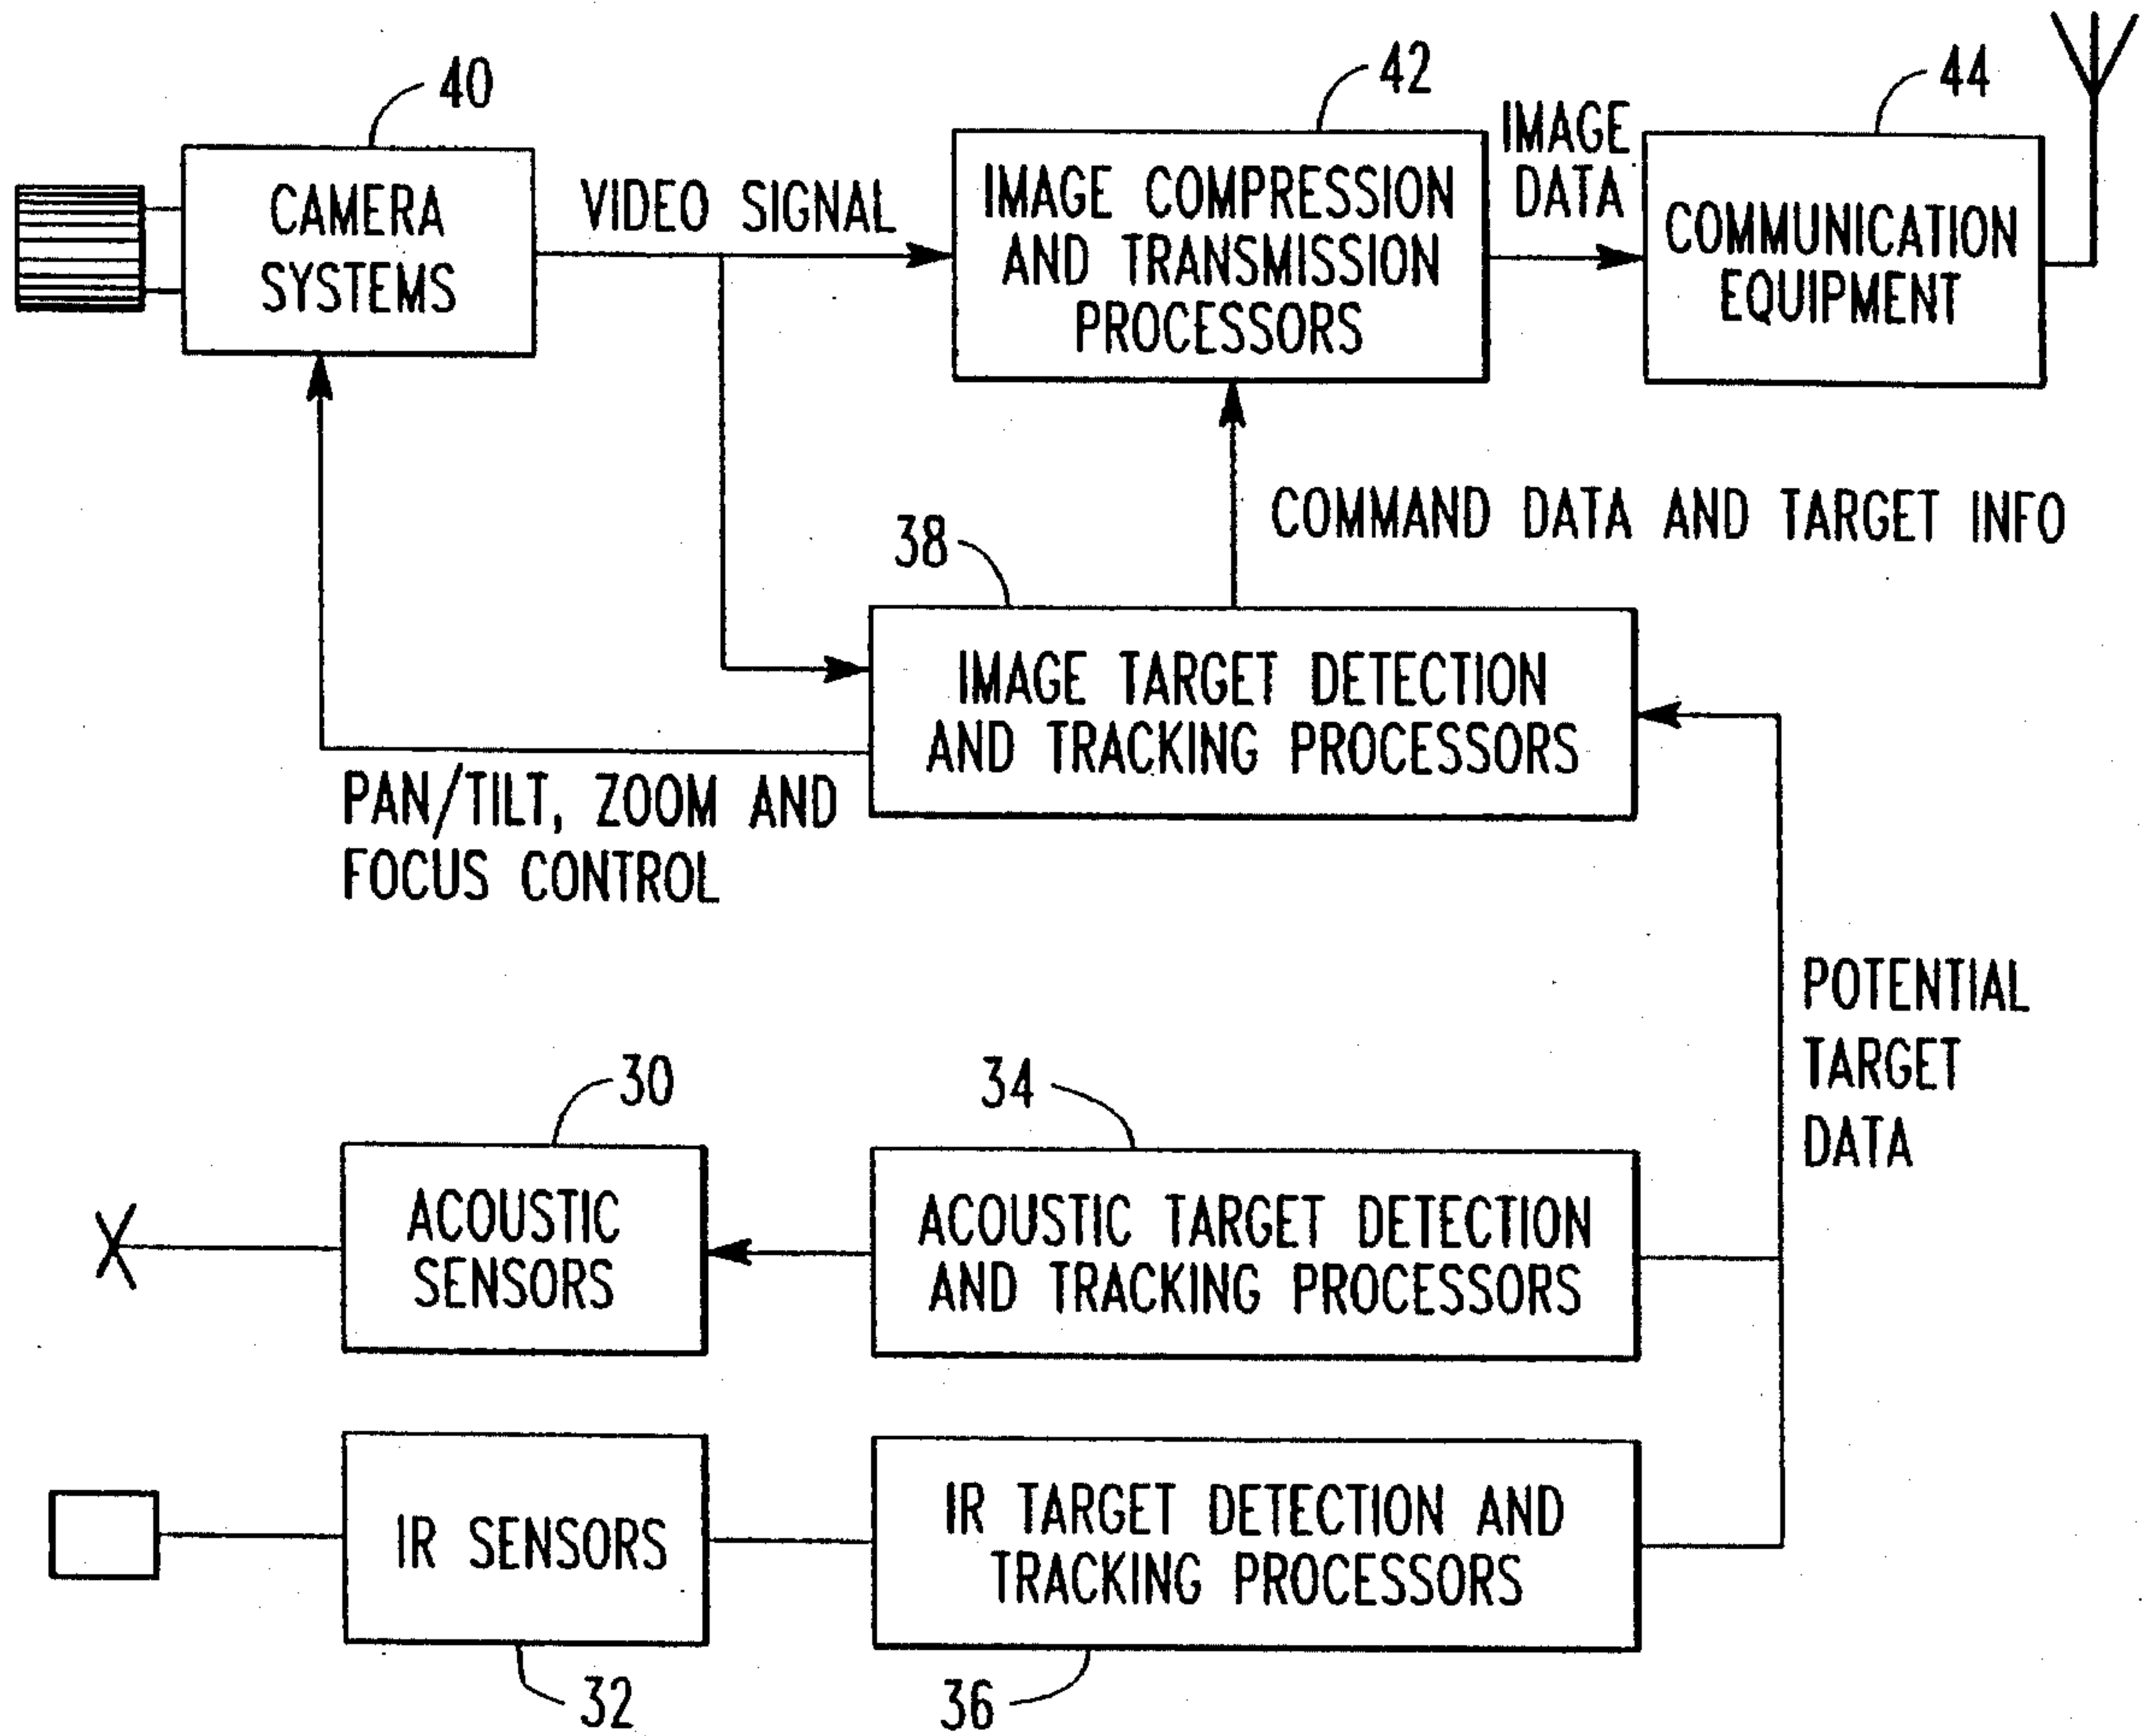 40
CAMERA
SYSTEMS
VIDEO SIGNAL
42
IMAGE COMPRESSION
AND TRANSMISSION
PROCESSORS
IMAGE
DATA
44
COMMUNICATION
EQUIPMENT
COMMAND DATA AND TARGET INFO
38
IMAGE TARGET DETECTION
AND TRACKING PROCESSORS
PAN/TILT, ZOOM AND
FOCUS CONTROL
POTENTIAL
TARGET
DATA
30
ACOUSTIC
SENSORS
34
ACOUSTIC TARGET DETECTION
AND TRACKING PROCESSORS
IR SENSORS
32
IR TARGET DETECTION AND
TRACKING PROCESSORS
36